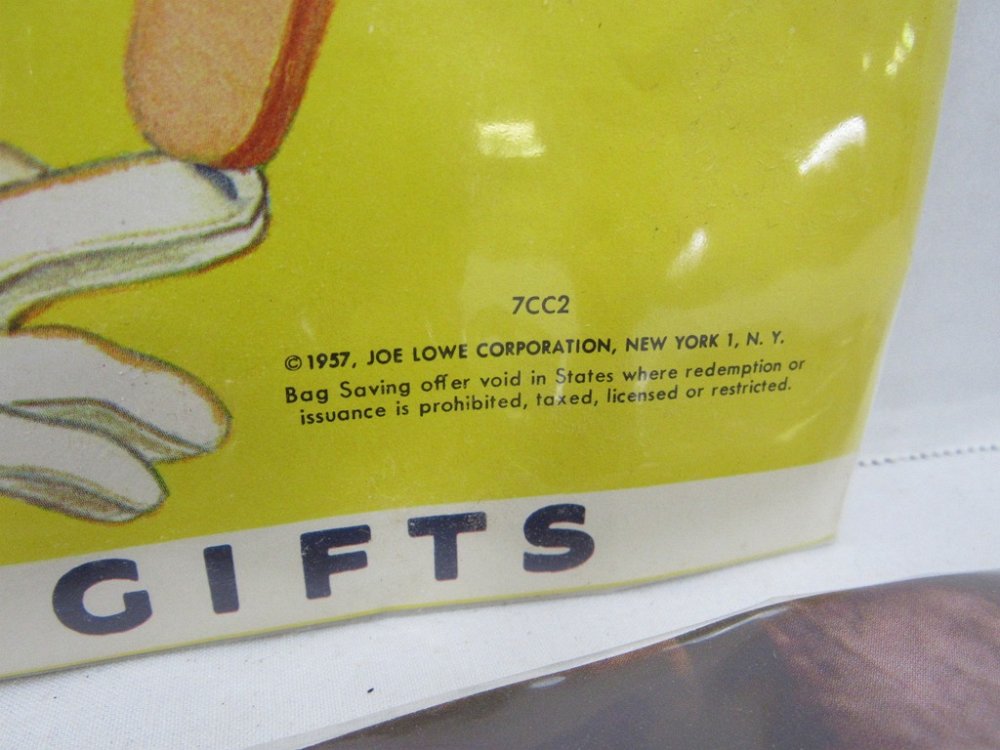 7CC2
© 1957, JOE LOWE CORPORATION, NEW YORK 1, N. Y.
Bag Saving offer void in States where redemption or
issuance is prohibited, taxed, licensed or restricted.
GIFTS